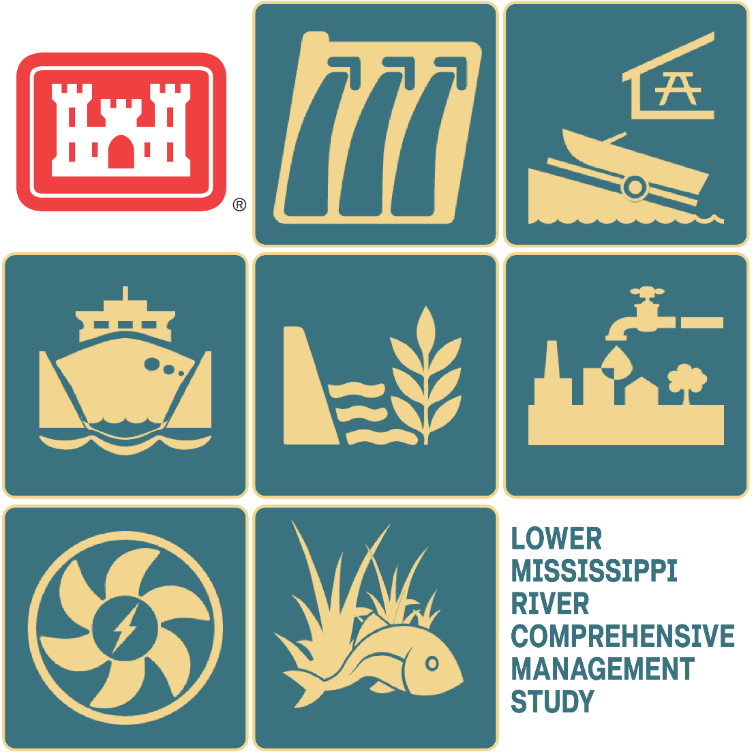 ®
LOWER
MISSISSIPPI
RIVER
COMPREHENSIVE
MANAGEMENT
STUDY